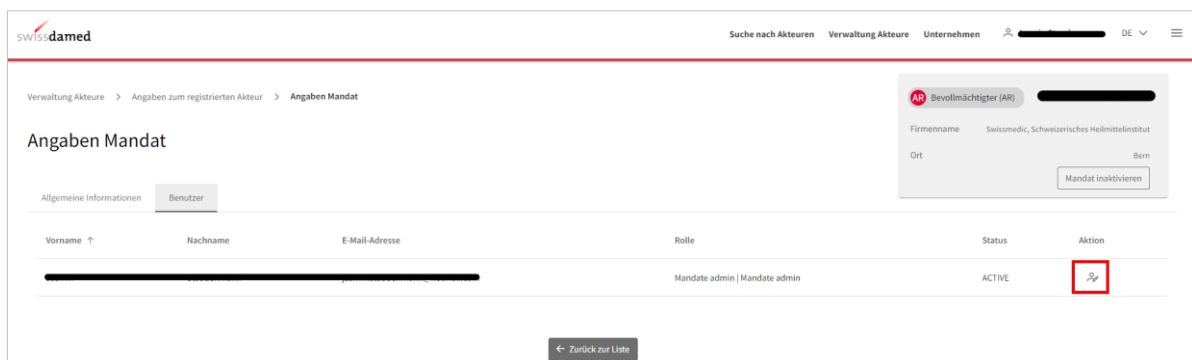 swissdamed
Suche nach Akteuren Verwaltung Akteure Unternehmen DE
Verwaltung Akteure > Angaben zum registrierten Akteur > Angaben Mandat
AR Bevollmächtigter (AR)
Angaben Mandat
Firmenname Swissmedic, Schweizerisches Heilmittelinstitut
Ort Bern
Mandat inaktivieren
Allgemeine Informationen Benutzer
Vorname ↑ Nachname E-Mail-Adresse Rolle Status Aktion
Mandate admin | Mandate admin ACTIVE
← Zurück zur Liste